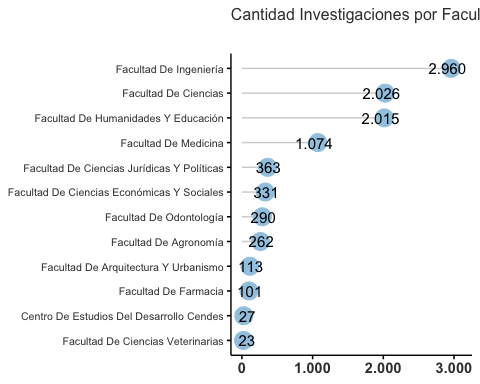 Cantidad Investigaciones por Facul
Facultad De Ingeniería 2.960
Facultad De Ciencias 2.026
Facultad De Humanidades Y Educación 2.015
Facultad De Medicina 1.074
Facultad De Ciencias Jurídicas Y Políticas 363
Facultad De Ciencias Económicas Y Sociales 331
Facultad De Odontología 290
Facultad De Agronomía 262
Facultad De Arquitectura Y Urbanismo 113
Facultad De Farmacia 101
Centro De Estudios Del Desarrollo Cendes 27
Facultad De Ciencias Veterinarias 23
0 1.000 2.000 3.000